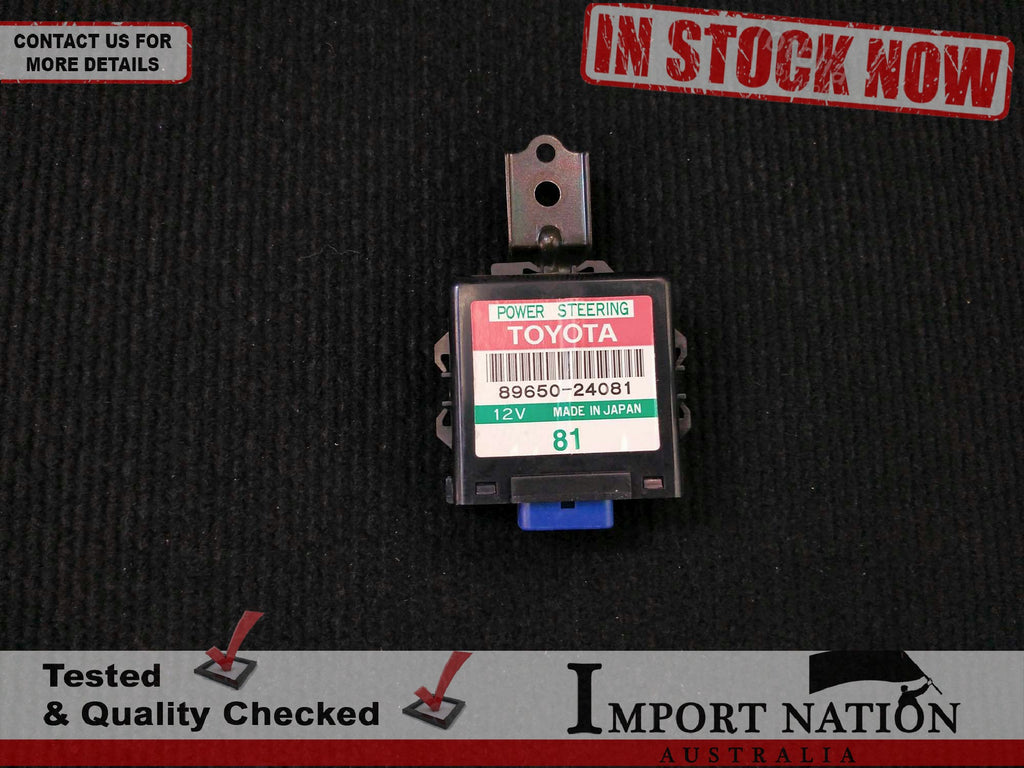 CONTACT US FOR
MORE DETAILS
IN STOCK NOW
POWER STEERING
TOYOTA
89650-24081
12V MADE IN JAPAN
81
Tested
& Quality Checked
IMPORT NATION
AUSTRALIA